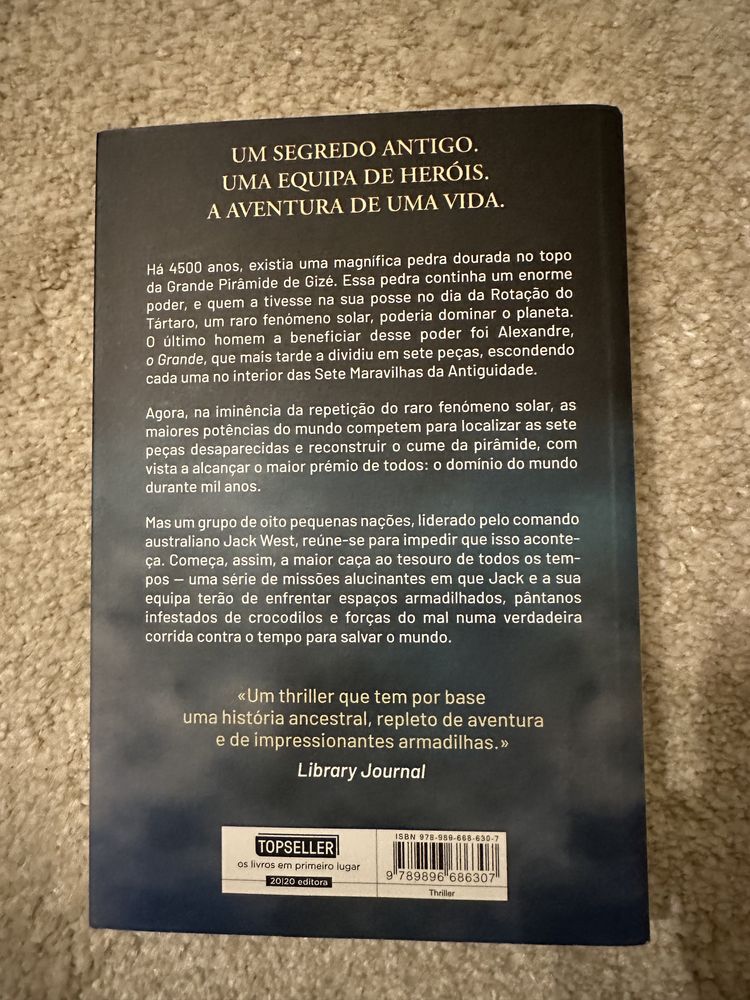 UM SEGREDO ANTIGO.
UMA EQUIPA DE HERÓIS.
A AVENTURA DE UMA VIDA.
Há 4500 anos, existia uma magnífica pedra dourada no topo
da Grande Pirâmide de Gizé. Essa pedra continha um enorme
poder, e quem a tivesse na sua posse no dia da Rotação do
Tártaro, um raro fenómeno solar, poderia dominar o planeta.
O último homem a beneficiar desse poder foi Alexandre,
o Grande, que mais tarde a dividiu em sete peças, escondendo
cada uma no interior das Sete Maravilhas da Antiguidade.
Agora, na iminência da repetição do raro fenómeno solar, as
maiores potências do mundo competem para localizar as sete
peças desaparecidas e reconstruir o cume da pirâmide, com
vista a alcançar o maior prémio de todos: o domínio do mundo
durante mil anos.
Mas um grupo de oito pequenas nações, liderado pelo comando
australiano Jack West, reúne-se para impedir que isso aconte-
ça. Começa, assim, a maior caça ao tesouro de todos os tem-
pos — uma série de missões alucinantes em que Jack e a sua
equipa terão de enfrentar espaços armadilhados, pântanos
infestados de crocodilos e forças do mal numa verdadeira
corrida contra o tempo para salvar o mundo.
«Um thriller que tem por base
uma história ancestral, repleto de aventura
e de impressionantes armadilhas.»
Library Journal
TOPSELLER
os livros em primeiro lugar
20|20 editora
ISBN 978-989-668-630-7
9 789896 686307
Thriller